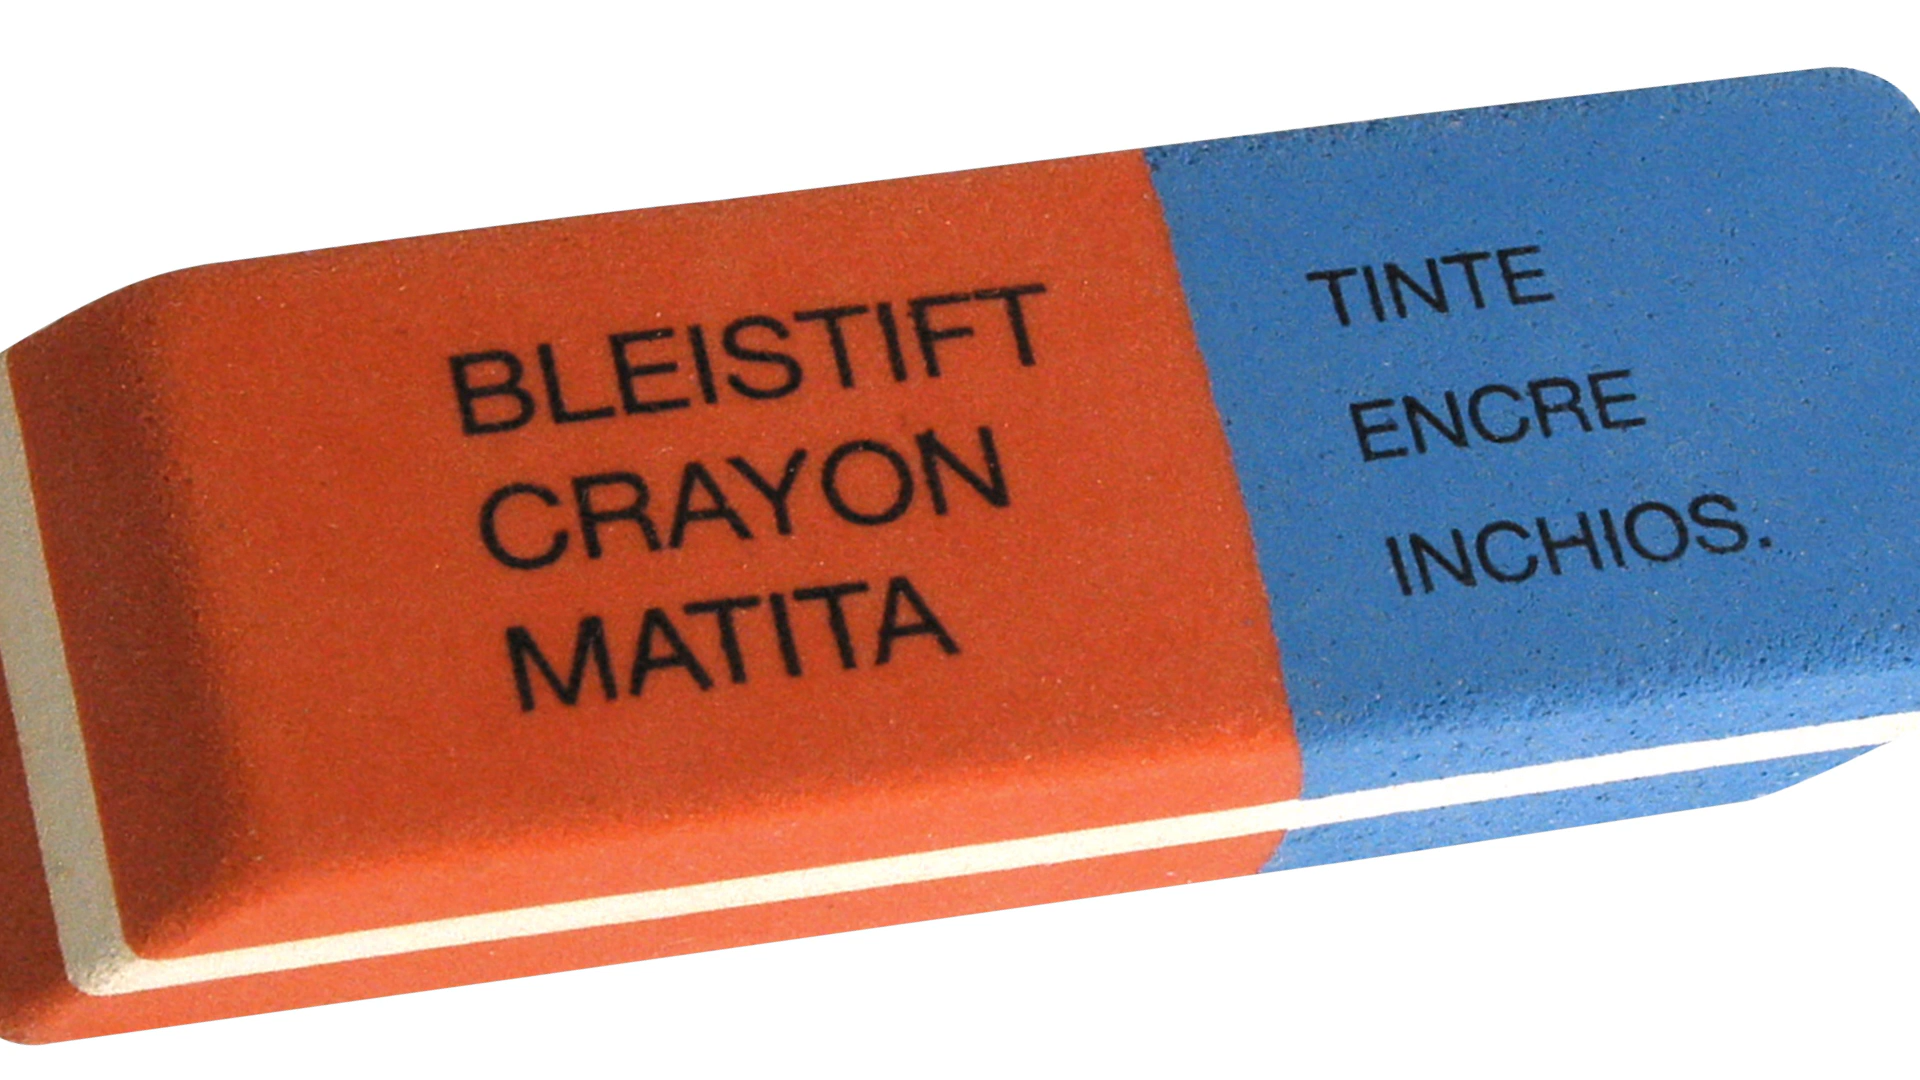 BLEISTIFT
CRAYON
MATITA
TINTE
ENCRE
INCHIOS.